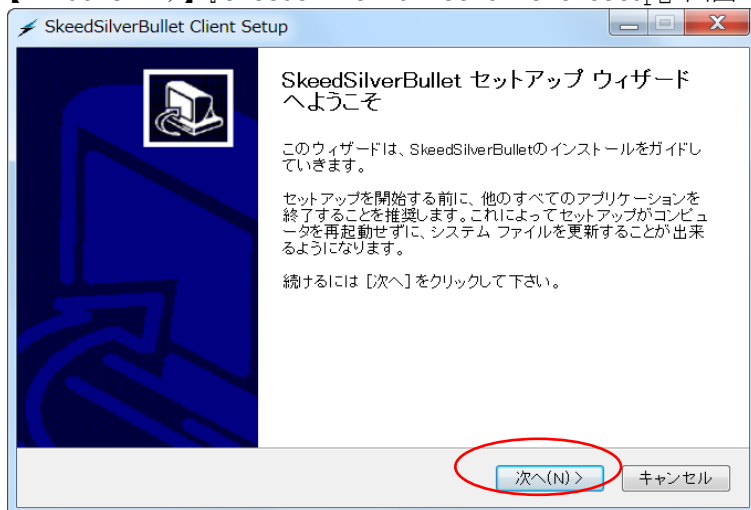 SkeedSilverBullet Client Setup
SkeedSilverBullet セットアップ ウィザード
へようこそ
このウィザードは、SkeedSilverBulletのインストールをガイドし
ていきます。
セットアップを開始する前に、他のすべてのアプリケーションを
終了することを推奨します。これによってセットアップがコンピュ
ータを再起動せずに、システム ファイルを更新することが出来
るようになります。
続けるには [次へ] をクリックして下さい。
次へ(N) >
キャンセル